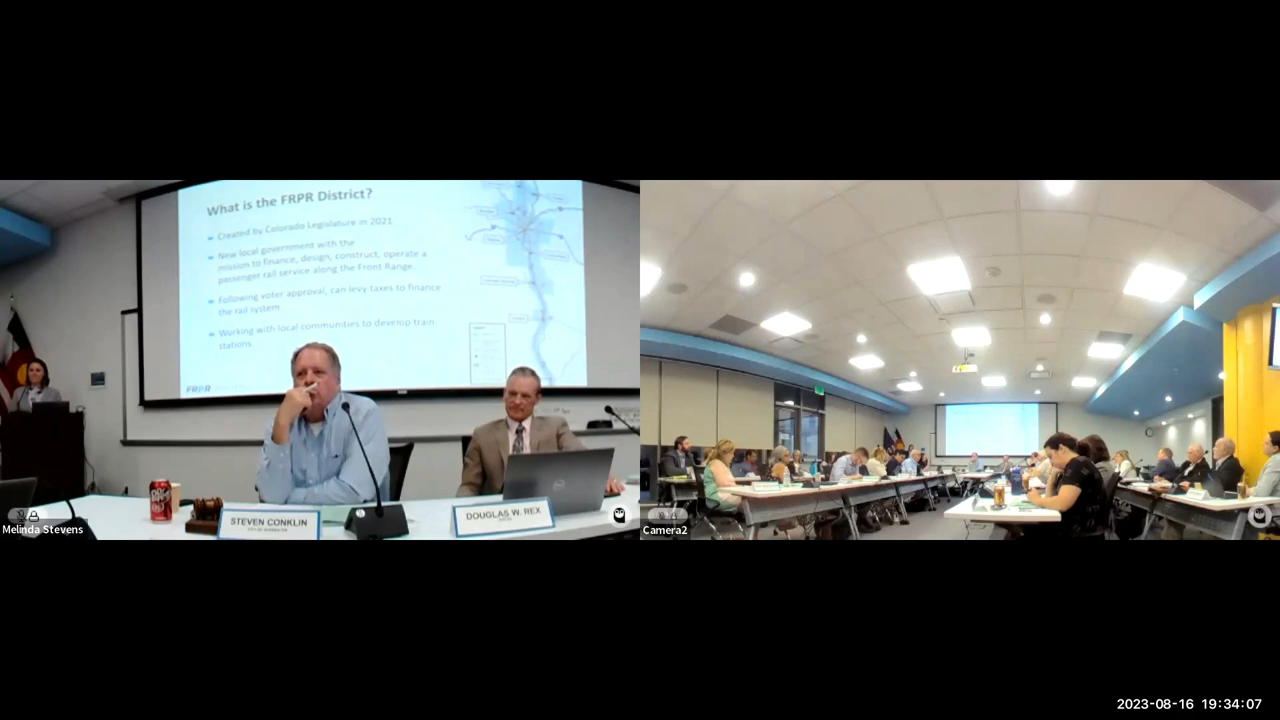 What is the FRPR District?
Created by Colorado Legislature in 2021
New local government with the
mission to finance, design, construct, operate a
passenger rail service along the Front Range.
Following voter approval, can levy taxes to finance
the rail system
Working with local communities to develop train
stations.
FRPR
STEVEN CONKLIN
DOUGLAS W. REX
DELL
Melinda Stevens
Camera2
2023-08-16 19:34:07